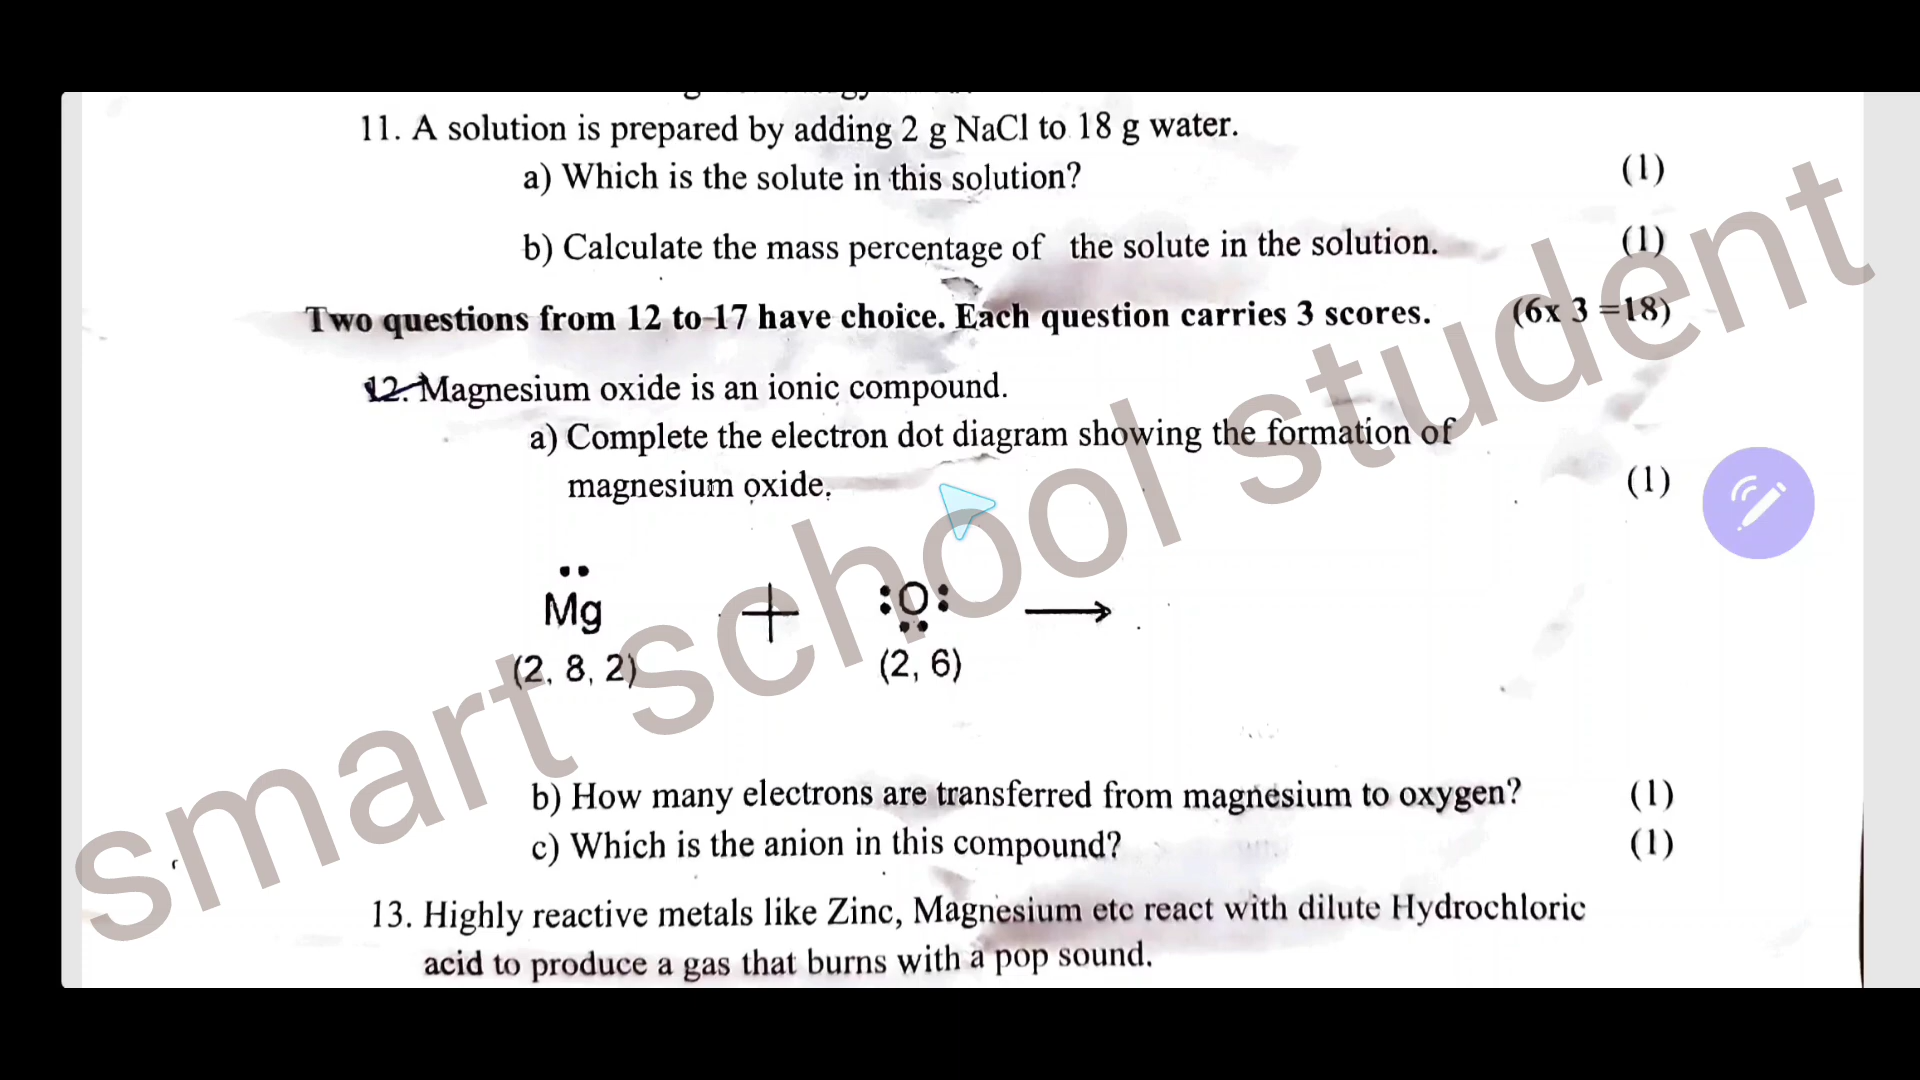 11. A solution is prepared by adding 2 g NaCl to 18 g water.
a) Which is the solute in this solution? (1)
b) Calculate the mass percentage of the solute in the solution. (1)
Two questions from 12 to 17 have choice. Each question carries 3 scores. (6x 3 =18)
12. Magnesium oxide is an ionic compound.
a) Complete the electron dot diagram showing the formation of
magnesium oxide. (1)
Mg + O →
(2, 8, 2) (2, 6)
b) How many electrons are transferred from magnesium to oxygen? (1)
c) Which is the anion in this compound? (1)
13. Highly reactive metals like Zinc, Magnesium etc react with dilute Hydrochloric
acid to produce a gas that burns with a pop sound.
smart school student